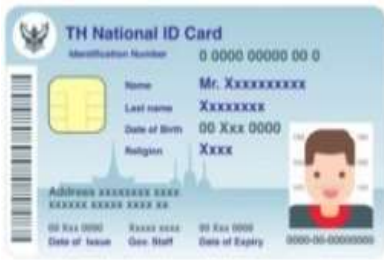 TH National ID Card
Identification Number 0 0000 00000 00 0
Name Mr. Xxxxxxxxxx
Last name Xxxxxxxx
Date of Birth 00 Xxx 0000
Religion Xxxx
Address xxxxxxx xxxx
xxxxxx xxxxx xxxx xx
00 Xxx 0000 Xxxxx xxxx 00 Xxx 0000
Date of Issue Gov. Staff Date of Expiry 0000-00-00000000